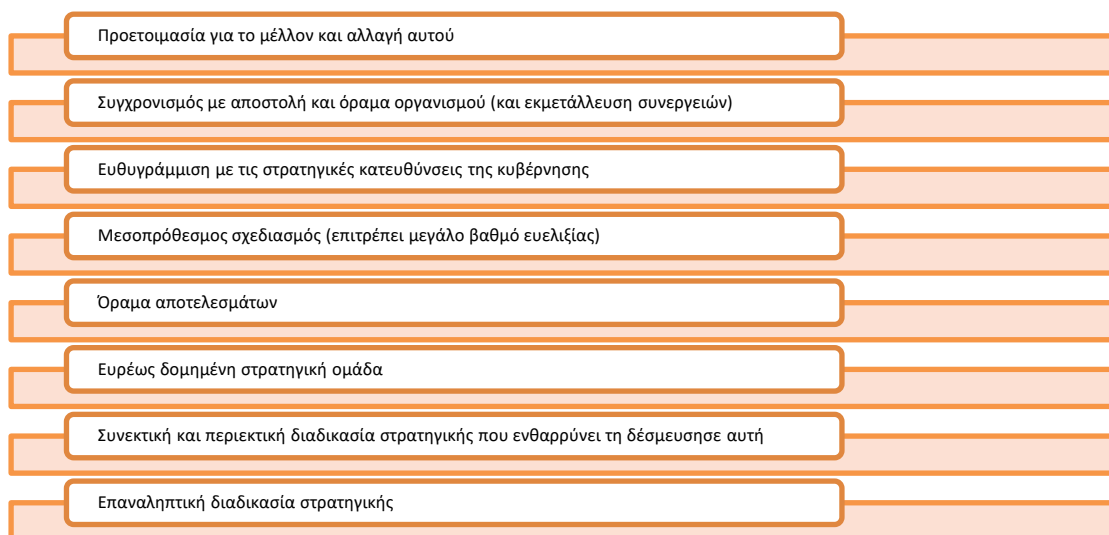 Προετοιμασία για το μέλλον και αλλαγή αυτού
Συγχρονισμός με αποστολή και όραμα οργανισμού (και εκμετάλλευση συνεργειών)
Ευθυγράμμιση με τις στρατηγικές κατευθύνσεις της κυβέρνησης
Μεσοπρόθεσμος σχεδιασμός (επιτρέπει μεγάλο βαθμό ευελιξίας)
Όραμα αποτελεσμάτων
Ευρέως δομημένη στρατηγική ομάδα
Συνεκτική και περιεκτική διαδικασία στρατηγικής που ενθαρρύνει τη δέσμευσησε αυτή
Επαναληπτική διαδικασία στρατηγικής